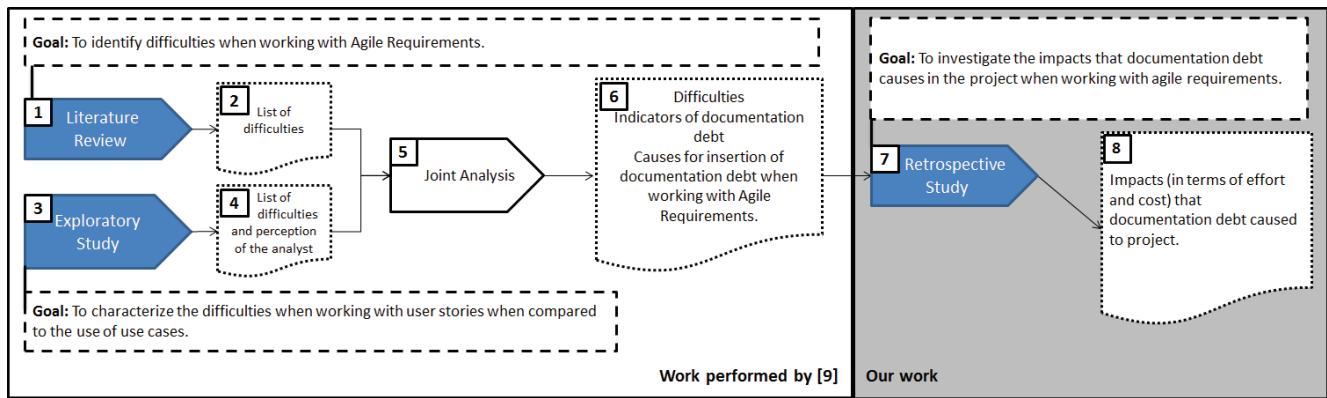 Goal: To identify difficulties when working with Agile Requirements.
1
Literature
Review
2
List of
difficulties
3
Exploratory
Study
4
List of
difficulties
and perception
of the analyst
5
Joint Analysis
6
Difficulties
Indicators of documentation
debt
Causes for insertion of
documentation debt when
working with Agile
Requirements.
Goal: To characterize the difficulties when working with user stories when compared
to the use of use cases.
Work performed by [9]
Goal: To investigate the impacts that documentation debt
causes in the project when working with agile requirements.
7
Retrospective
Study
8
Impacts (in terms of effort
and cost) that
documentation debt caused
to project.
Our work